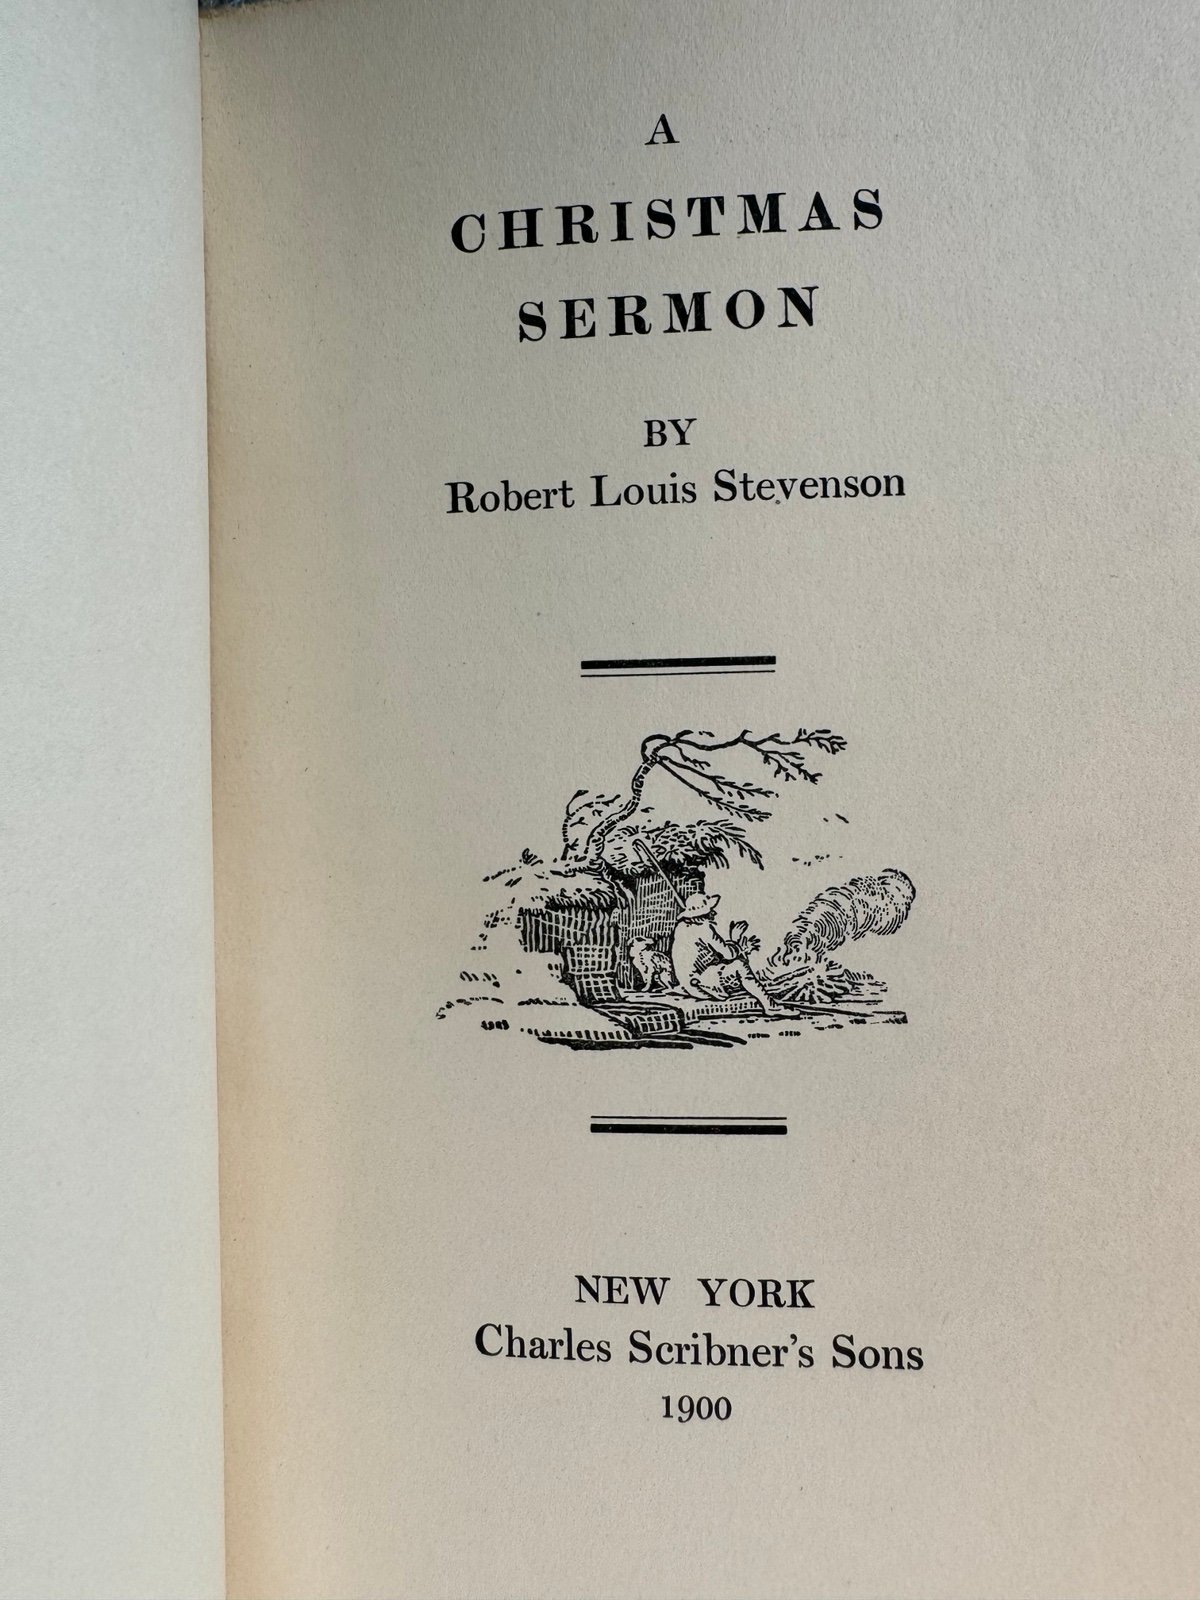 A
CHRISTMAS
SERMON
BY
Robert Louis Stevenson
NEW YORK
Charles Scribner's Sons
1900